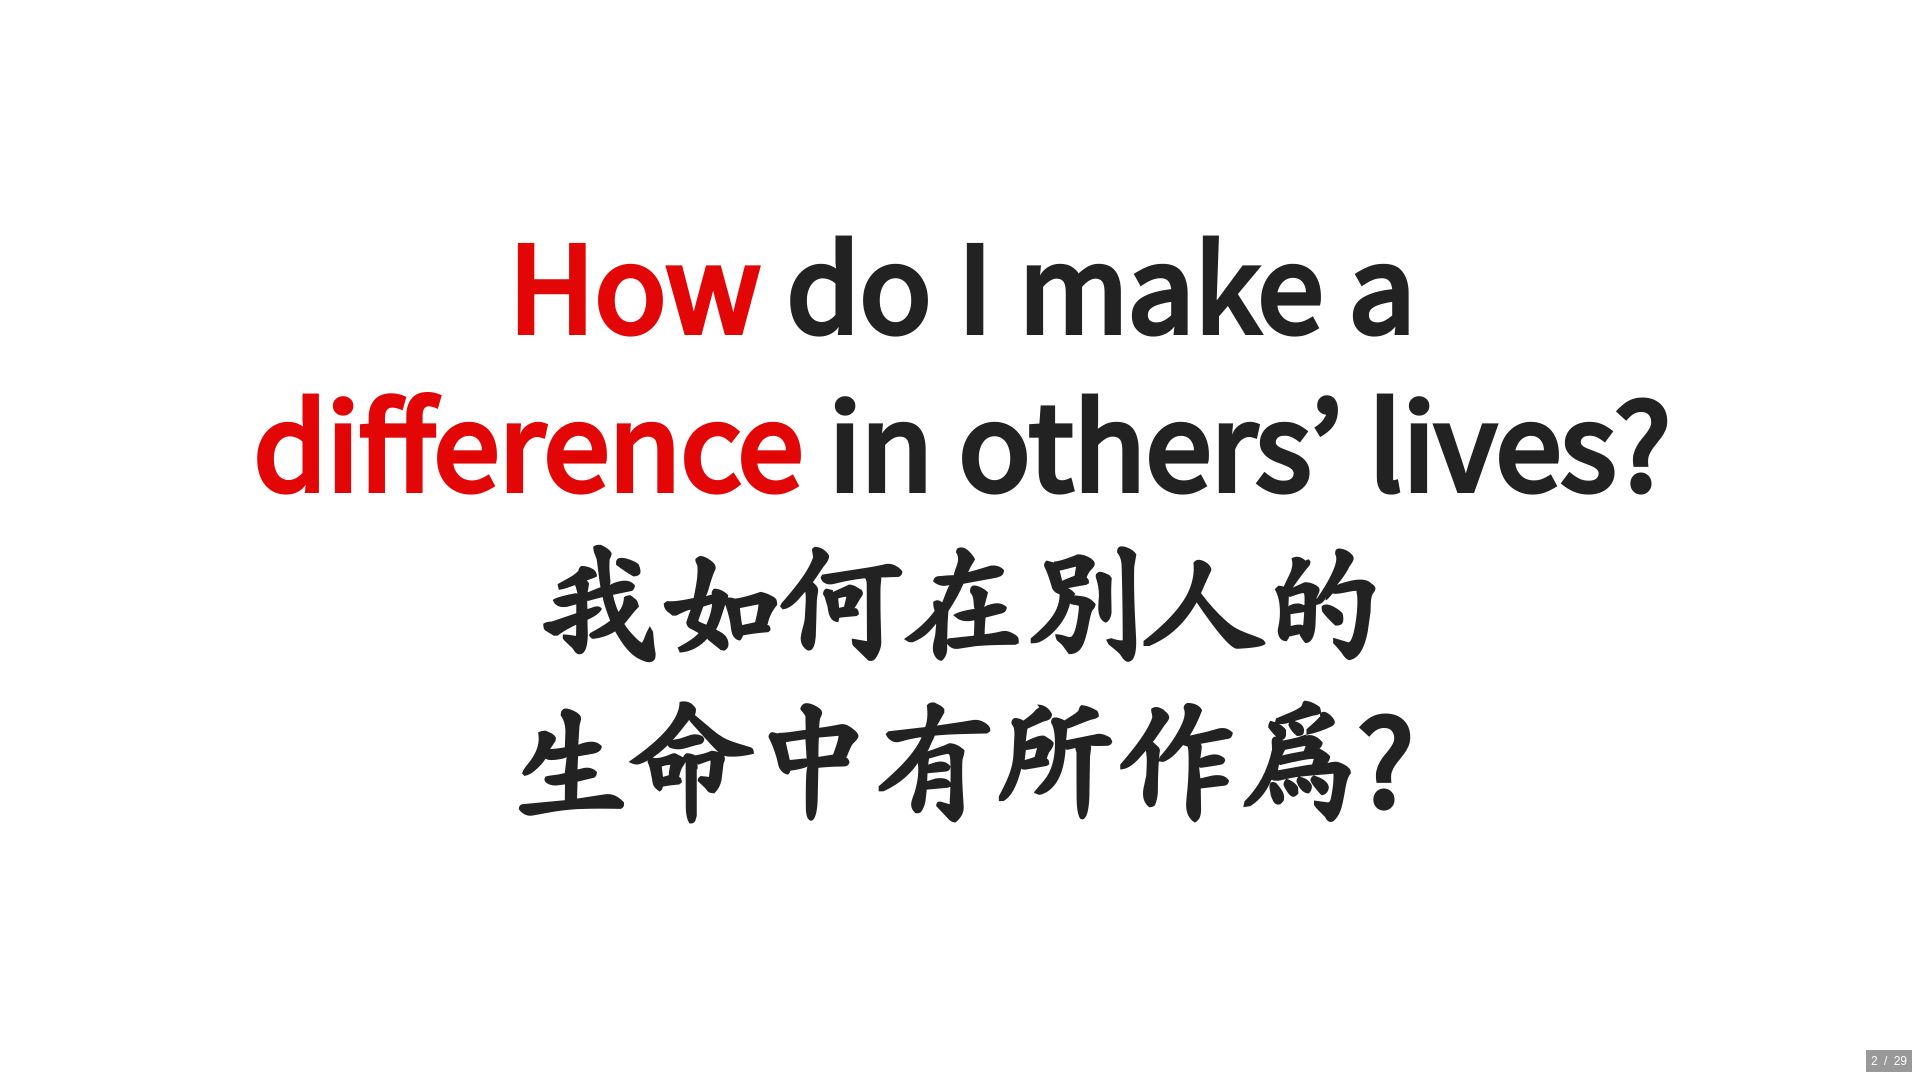 How do I make a
difference in others’ lives?
我如何在別人的
生命中有所作爲?
2 / 29